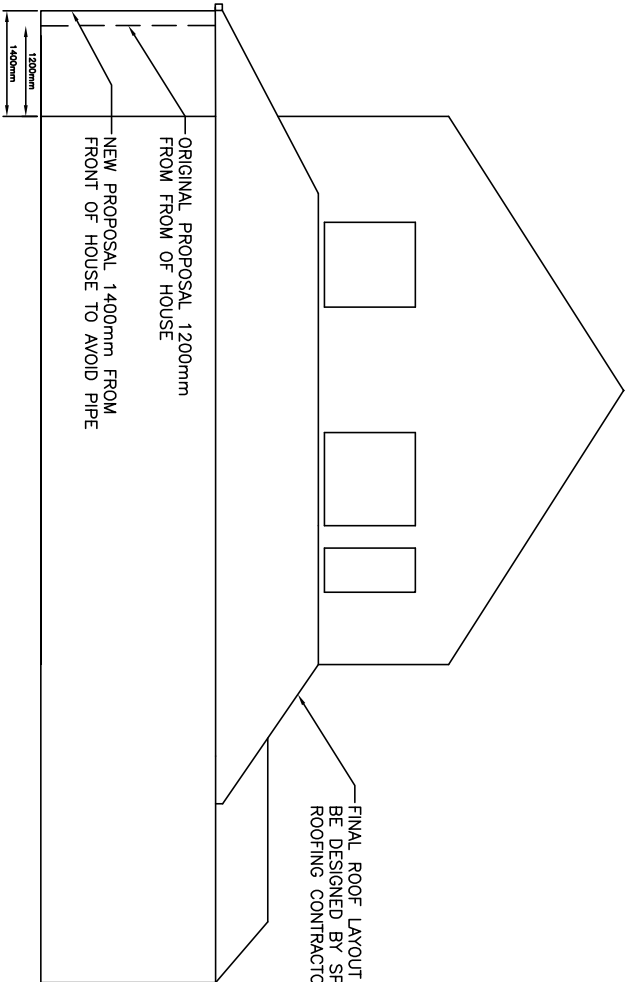 FINAL ROOF LAYOUT
BE DESIGNED BY
ROOFING CONTRACTO
ORIGINAL PROPOSAL 1200mm
FROM FROM OF HOUSE
NEW PROPOSAL 1400mm FROM
FRONT OF HOUSE TO AVOID PIPE
1200mm
1400mm